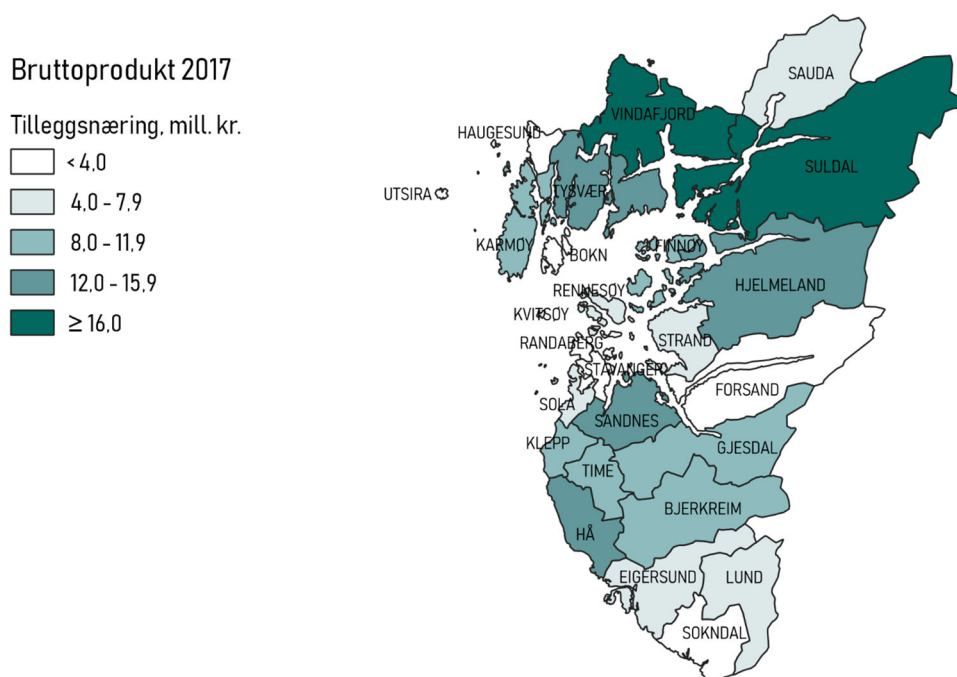 Bruttoprodukt 2017
Tilleggsnæring, mill. kr.
< 4,0
4,0 - 7,9
8,0 - 11,9
12,0 - 15,9
≥ 16,0
SAUDA
VINDAFJORD
HAUGESUND
SULDAL
UTSIRA
TYSVÆR
KARMØY
BOKN
FINNØY
HJELMELAND
RENNESØY
KVITSØY
RANDABERG
STRAND
STAVANGER
FORSAND
SOLA
SANDNES
KLEPP
GJESDAL
TIME
BJERKREIM
HÅ
EIGERSUND
LUND
SOKNDAL